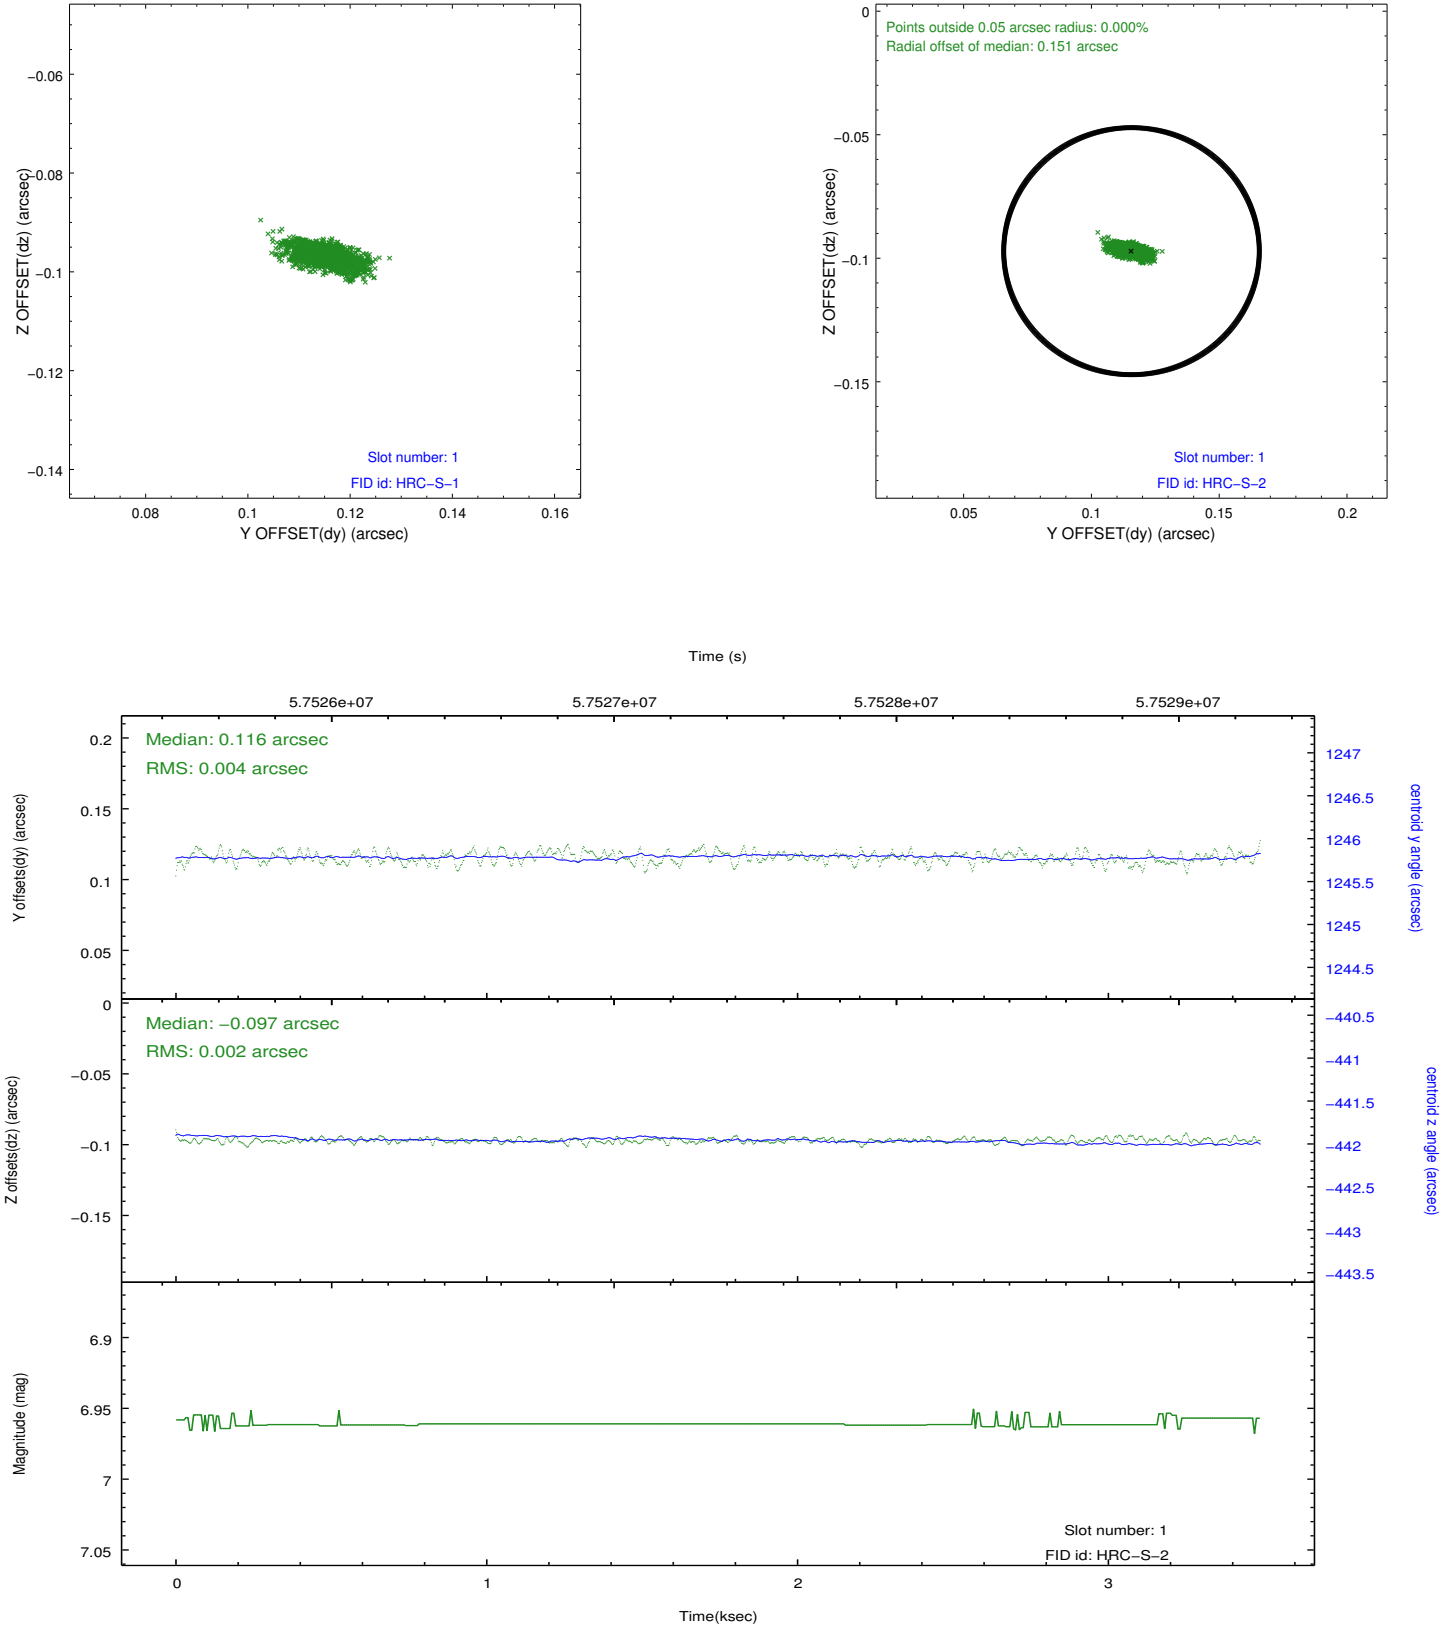 −0.06
−0.08
−0.1
−0.12
−0.14
Z OFFSET(dz) (arcsec)
Slot number: 1
FID id: HRC−S−1
0.08
0.1
0.12
0.14
0.16
Y OFFSET(dy) (arcsec)
0
−0.05
−0.1
−0.15
Z OFFSET(dz) (arcsec)
Points outside 0.05 arcsec radius: 0.000%
Radial offset of median: 0.151 arcsec
Slot number: 1
FID id: HRC−S−2
0.05
0.1
0.15
0.2
Y OFFSET(dy) (arcsec)
Time (s)
5.7526e+07
5.7527e+07
5.7528e+07
5.7529e+07
Y offsets(dy) (arcsec)
0.2
0.15
0.1
0.05
Median: 0.116 arcsec
RMS: 0.004 arcsec
1247
1246.5
1246
1245.5
1245
1244.5
centroid y angle (arcsec)
Z offsets(dz) (arcsec)
0
−0.05
−0.1
−0.15
Median: −0.097 arcsec
RMS: 0.002 arcsec
−440.5
−441
−441.5
−442
−442.5
−443
−443.5
centroid z angle (arcsec)
Magnitude (mag)
6.9
6.95
7
7.05
Slot number: 1
FID id: HRC−S−2
0
1
2
3
Time(ksec)